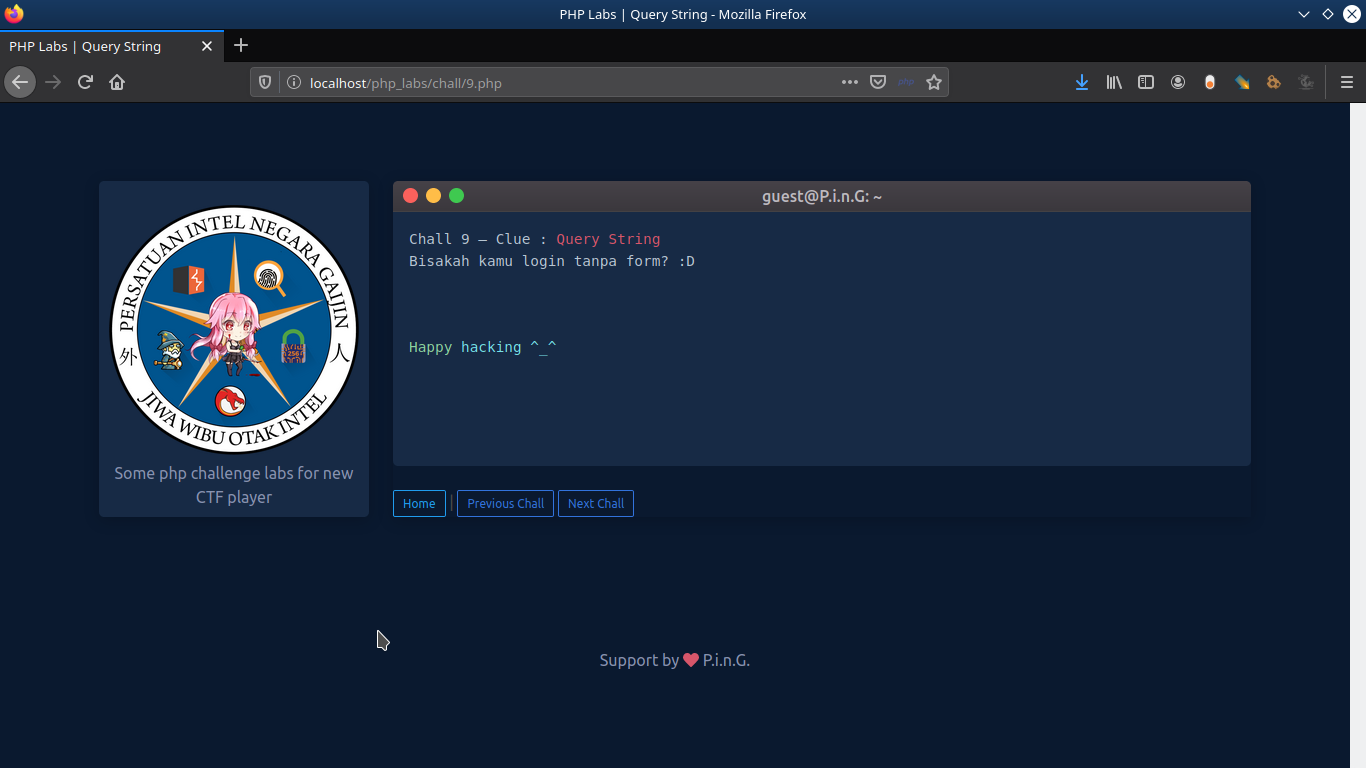 PHP Labs | Query String - Mozilla Firefox
PHP Labs | Query String
localhost/php_labs/chall/9.php
PERSATUAN INTEL NEGARA GAIJIN
外 人
256
JIWA WIBU OTAK INTEL
Some php challenge labs for new
CTF player
guest@P.i.n.G: ~
Chall 9 – Clue : Query String
Bisakah kamu login tanpa form? :D
Happy hacking ^_^
Home | Previous Chall Next Chall
Support by ❤ P.i.n.G.